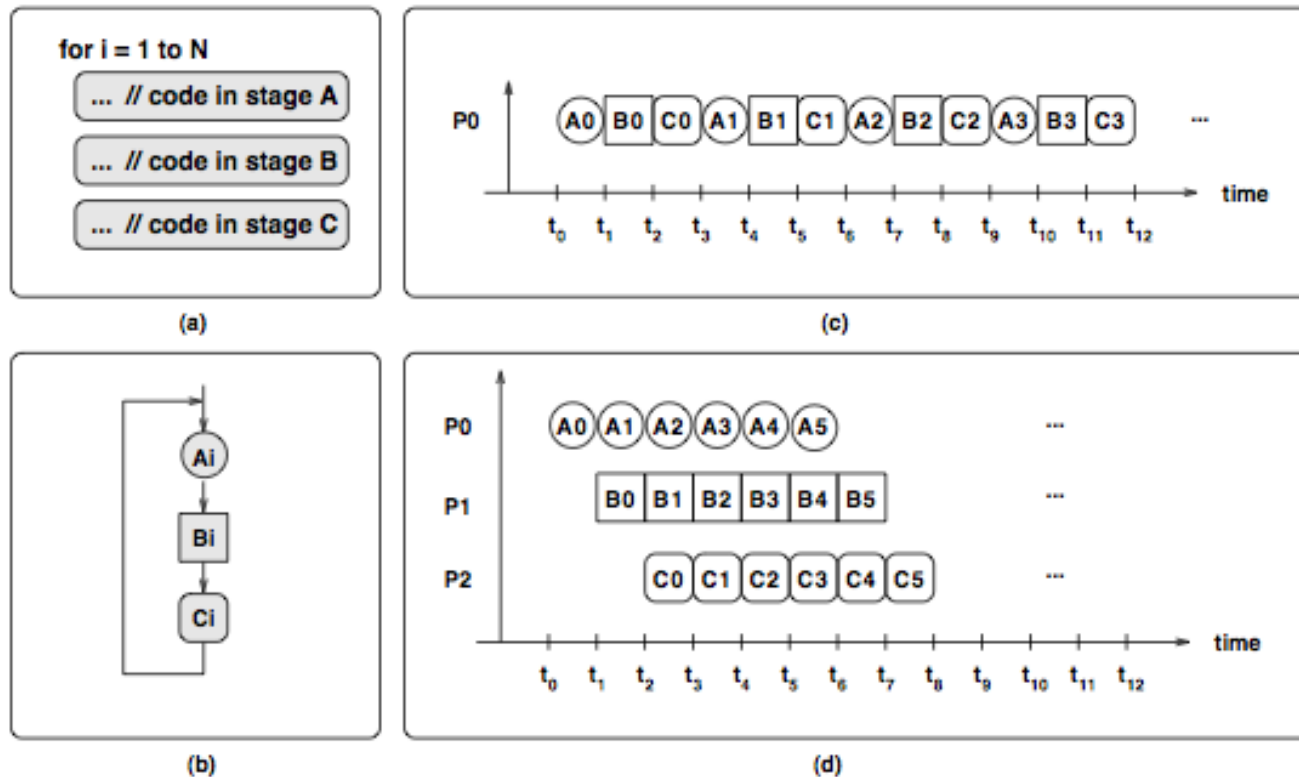 for i = 1 to N
... // code in stage A
... // code in stage B
... // code in stage C
(a)
P0
A0 B0 C0 A1 B1 C1 A2 B2 C2 A3 B3 C3 ...
time
t0 t1 t2 t3 t4 t5 t6 t7 t8 t9 t10 t11 t12
(c)
Ai
Bi
Ci
(b)
P0 A0 A1 A2 A3 A4 A5 ...
P1 B0 B1 B2 B3 B4 B5 ...
P2 C0 C1 C2 C3 C4 C5 ...
time
t0 t1 t2 t3 t4 t5 t6 t7 t8 t9 t10 t11 t12
(d)